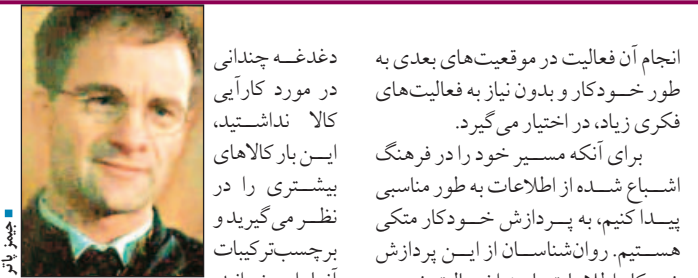 انجام آن فعالیت در موقعیت‌های بعدی به
طور خودکار و بدون نیاز به فعالیت‌های
فکری زیاد، در اختیار می‌گیرد.
برای آنکه مسیر خود را در فرهنگ
اشباع شده از اطلاعات به طور مناسبی
پیدا کنیم، به پردازش خودکار متکی
هستیم. روان‌شناسان از ایــن پردازش
دغدغه چندانی
در مورد کارآیی
کالا نداشتید،
این بار کالاهای
بیشتری را در
نظر می‌گیرید و
برچسب‌ترکیبات
جیمز پاتر